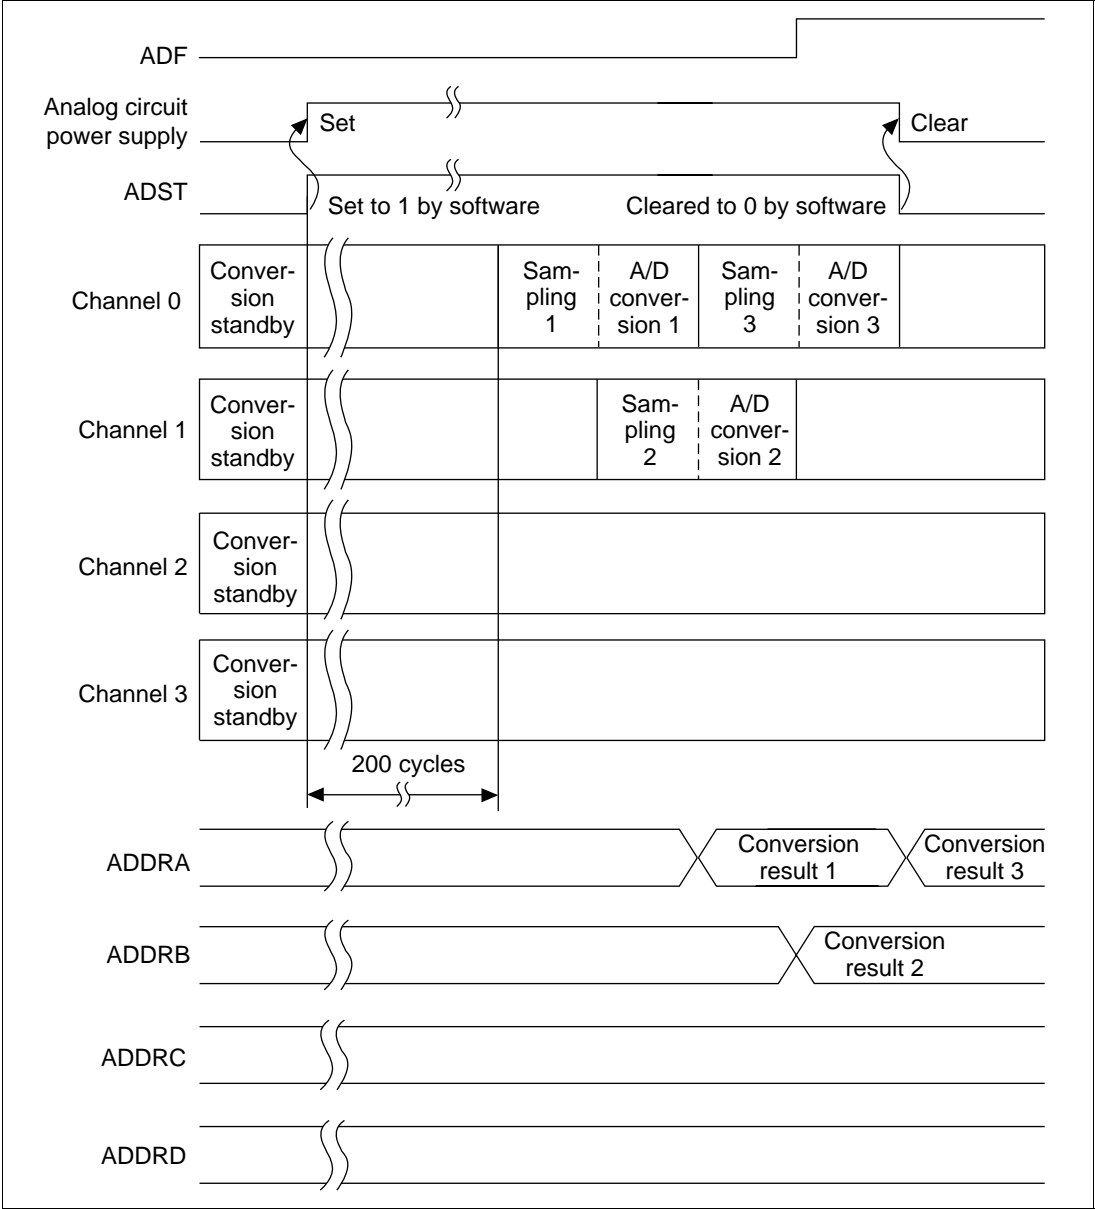 ADF
Analog circuit
power supply
Set
Clear
ADST
Set to 1 by software
Cleared to 0 by software
Channel 0
Conver-
sion
standby
Sam-
pling
1
A/D
conver-
sion 1
Sam-
pling
3
A/D
conver-
sion 3
Channel 1
Conver-
sion
standby
Sam-
pling
2
A/D
conver-
sion 2
Channel 2
Conver-
sion
standby
Channel 3
Conver-
sion
standby
200 cycles
ADDRA
Conversion
result 1
Conversion
result 3
ADDRB
Conversion
result 2
ADDRC
ADDRD